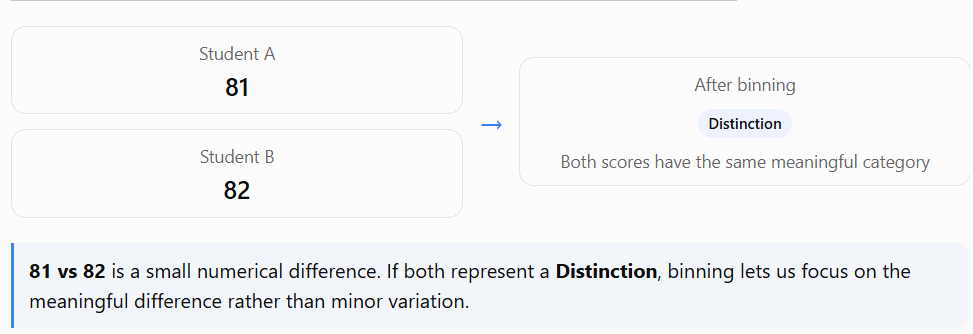 Student A
81
Student B
82
→
After binning
Distinction
Both scores have the same meaningful category
81 vs 82 is a small numerical difference. If both represent a Distinction, binning lets us focus on the
meaningful difference rather than minor variation.